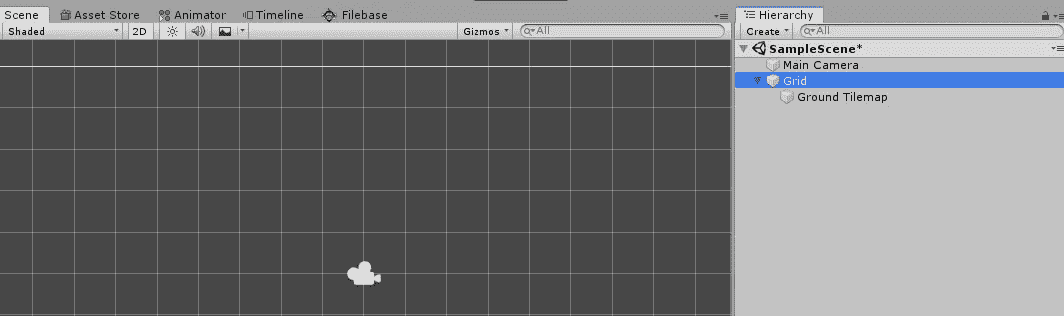 Scene Asset Store Animator Timeline Filebase
Shaded 2D Gizmos All
Hierarchy
Create All
SampleScene*
Main Camera
Grid
Ground Tilemap